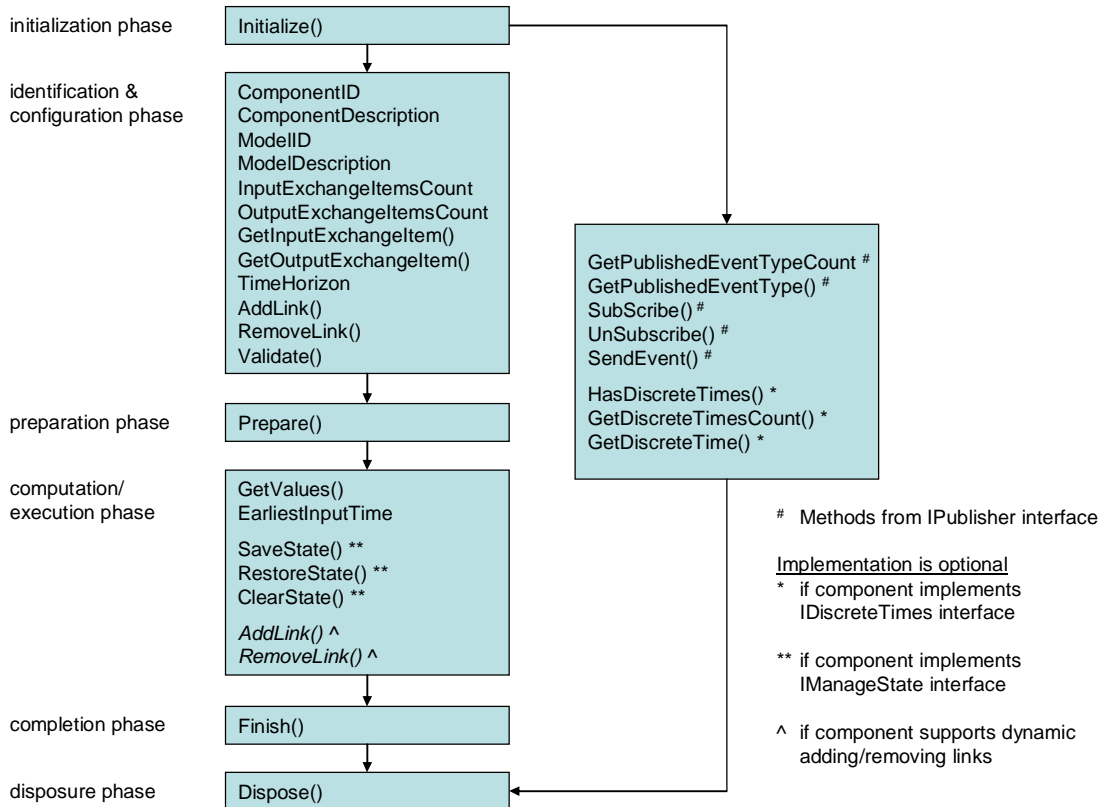 initialization phase
Initialize()
identification &
configuration phase
ComponentID
ComponentDescription
ModelID
ModelDescription
InputExchangeItemsCount
OutputExchangeItemsCount
GetInputExchangeItem()
GetOutputExchangeItem()
TimeHorizon
AddLink()
RemoveLink()
Validate()
preparation phase
Prepare()
computation/
execution phase
GetValues()
EarliestInputTime
SaveState() **
RestoreState() **
ClearState() **
AddLink() ^
RemoveLink() ^
completion phase
Finish()
disposure phase
Dispose()
GetPublishedEventTypeCount #
GetPublishedEventType() #
SubScribe() #
UnSubscribe() #
SendEvent() #
HasDiscreteTimes() *
GetDiscreteTimesCount() *
GetDiscreteTime() *
# Methods from IPublisher interface
Implementation is optional
* if component implements
IDiscreteTimes interface
** if component implements
IManageState interface
^ if component supports dynamic
adding/removing links